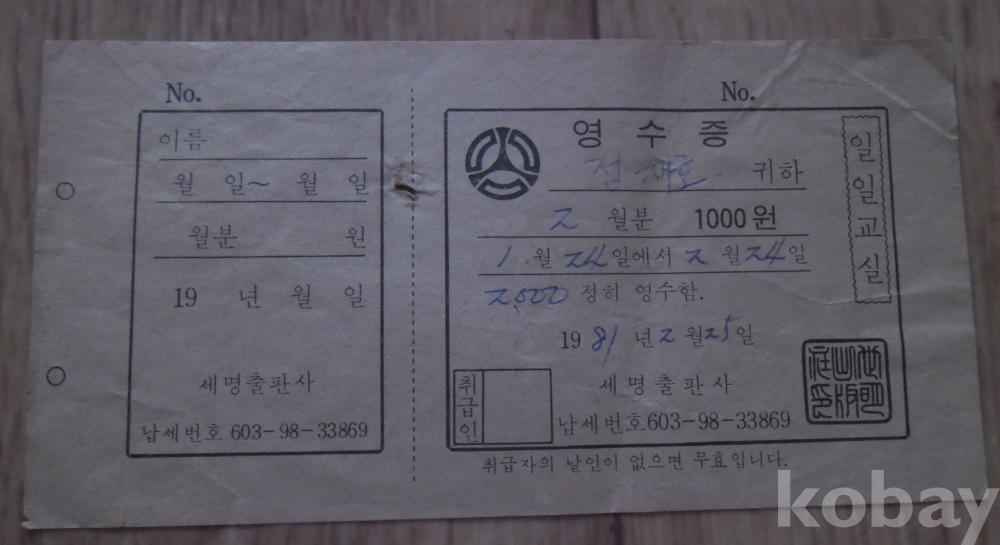 No.
이름
월 일~ 월 일
월분 원
19 년 월 일
세명출판사
납세번호 603-98-33869
No.
영수증
귀하
2 월분 1000원
1 월 24일에서 2 월 24일
2,000 정히 영수함.
19 81 년 2 월 25일
취급인
세명출판사
납세번호 603-98-33869
일일교실
취급자의 날인이 없으면 무효입니다.
kobay